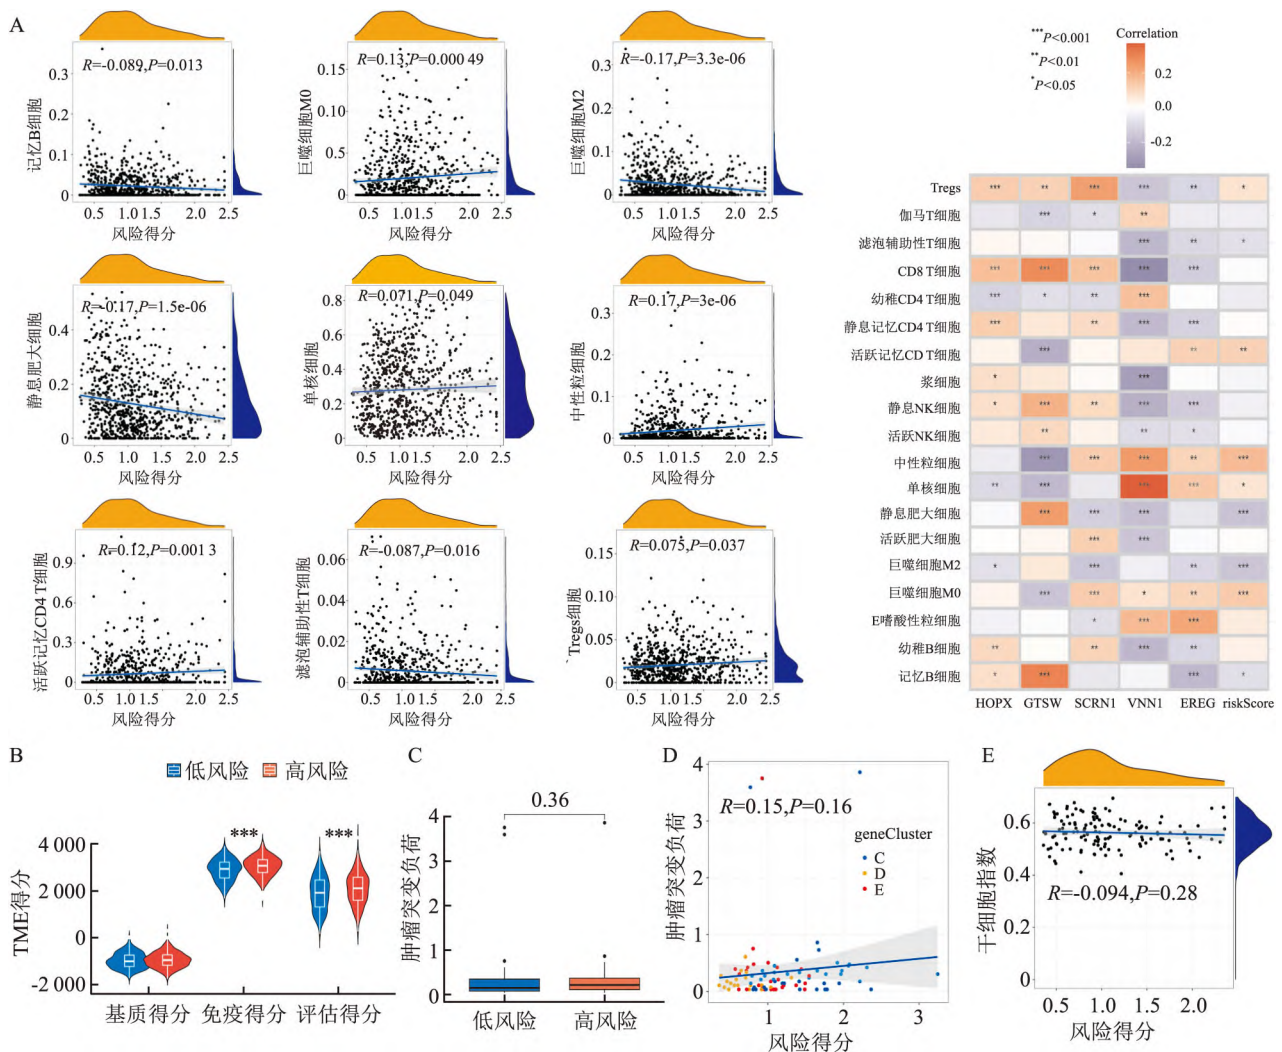 A
R=-0.089,P=0.013
记忆B细胞
0.3
0.2
0.1
0
0.5 1.0 1.5 2.0 2.5
风险得分
R=0.13,P=0.000 49
巨噬细胞M0
0.15
0.10
0.5
0
0.5 1.0 1.5 2.0 2.5
风险得分
R=-0.17,P=3.3e-06
巨噬细胞M2
0.3
0.2
0.1
0
0.5 1.0 1.5 2.0 2.5
风险得分
R=-0.17,P=1.5e-06
静息肥大细胞
0.4
0.2
0
0.5 1.0 1.5 2.0 2.5
风险得分
R=0.071,P=0.049
单核细胞
0.8
0.6
0.4
0.2
0
0.5 1.0 1.5 2.0 2.5
风险得分
R=0.17,P=3e-06
中性粒细胞
0.3
0.2
0.1
0
0.5 1.0 1.5 2.0 2.5
风险得分
R=0.12,P=0.001 3
活跃记忆CD4 T细胞
0.9
0.6
0.3
0
0.5 1.0 1.5 2.0 2.5
风险得分
R=-0.087,P=0.016
滤泡辅助性T细胞
0.06
0.04
0.02
0
0.5 1.0 1.5 2.0 2.5
风险得分
R=0.075,P=0.037
`Tregs细胞
0.15
0.10
0.05
0
0.5 1.0 1.5 2.0 2.5
风险得分
***P<0.001
**P<0.01
*P<0.05
Correlation
0.2
0.0
-0.2
Tregs *** ** *** *** ** *
伽马T细胞 *** * **
滤泡辅助性T细胞 *** ** *
CD8 T细胞 *** *** *** *** ***
幼稚CD4 T细胞 *** * ** ***
静息记忆CD4 T细胞 *** ** *** ***
活跃记忆CD T细胞 *** ** **
浆细胞 * ***
静息NK细胞 * *** ** *** ***
活跃NK细胞 ** ** *
中性粒细胞 *** *** *** ** ***
单核细胞 ** *** *** *** *
静息肥大细胞 *** *** *** ***
活跃肥大细胞 *** ***
巨噬细胞M2 * *** ** ***
巨噬细胞M0 *** *** * ** ***
E嗜酸性粒细胞 * *** ***
幼稚B细胞 ** ** *** **
记忆B细胞 * *** *** *
HOPX GTSW SCRN1 VNN1 EREG riskScore
B
低风险 高风险
TME得分
4 000
2 000
0
-2 000
*** ***
基质得分 免疫得分 评估得分
C
0.36
肿瘤突变负荷
4
3
2
1
0
低风险 高风险
D
R=0.15,P=0.16
geneCluster
C
D
E
肿瘤突变负荷
4
3
2
1
0
1 2 3
风险得分
E
干细胞指数
0.6
0.4
0.2
0
R=-0.094,P=0.28
0.5 1.0 1.5 2.0
风险得分